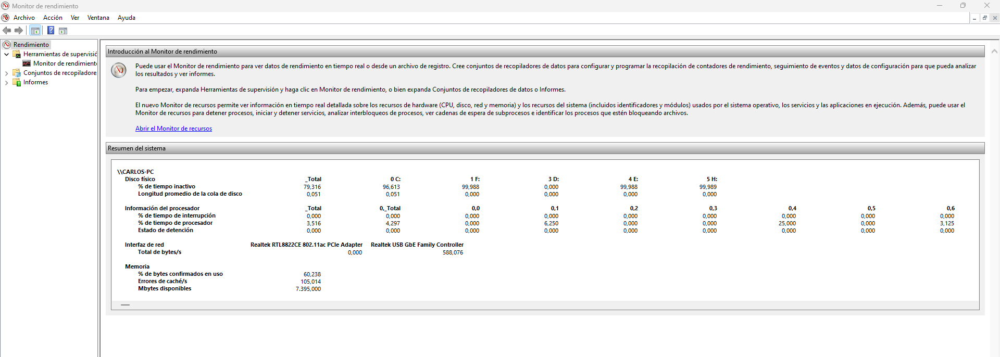 Monitor de rendimiento
Archivo Acción Ver Ventana Ayuda
Rendimiento
Herramientas de supervisió
Monitor de rendimient
Conjuntos de recopiladore
Informes
Introducción al Monitor de rendimiento
Puede usar el Monitor de rendimiento para ver datos de rendimiento en tiempo real o desde un archivo de registro. Cree conjuntos de recopiladores de datos para configurar y programar la recopilación de contadores de rendimiento, seguimiento de eventos y datos de configuración para que pueda analizar
los resultados y ver informes.
Para empezar, expanda Herramientas de supervisión y haga clic en Monitor de rendimiento, o bien expanda Conjuntos de recopiladores de datos o Informes.
El nuevo Monitor de recursos permite ver información en tiempo real detallada sobre los recursos de hardware (CPU, disco, red y memoria) y los recursos del sistema (incluidos identificadores y módulos) usados por el sistema operativo, los servicios y las aplicaciones en ejecución. Además, puede usar el
Monitor de recursos para detener procesos, iniciar y detener servicios, analizar interbloqueos de procesos, ver cadenas de espera de subprocesos e identificar los procesos que estén bloqueando archivos.
Abrir el Monitor de recursos
Resumen del sistema
\\CARLOS-PC
Disco físico _Total 0 C: 1 F: 3 D: 4 E: 5 H:
% de tiempo inactivo 79,316 96,613 99,988 0,000 99,988 99,989
Longitud promedio de la cola de disco 0,051 0,051 0,000 0,000 0,000 0,000
Información del procesador _Total 0,_Total 0,0 0,1 0,2 0,3 0,4 0,5 0,6
% de tiempo de interrupción 0,000 0,000 0,000 0,000 0,000 0,000 0,000 0,000 0,000
% de tiempo de procesador 3,516 4,297 0,000 6,250 0,000 0,000 25,000 0,000 3,125
Estado de detención 0,000 0,000 0,000 0,000 0,000 0,000 0,000 0,000 0,000
Interfaz de red Realtek RTL8822CE 802.11ac PCIe Adapter Realtek USB GbE Family Controller
Total de bytes/s 0,000 588,076
Memoria
% de bytes confirmados en uso 60,238
Errores de caché/s 105,014
Mbytes disponibles 7.395,000